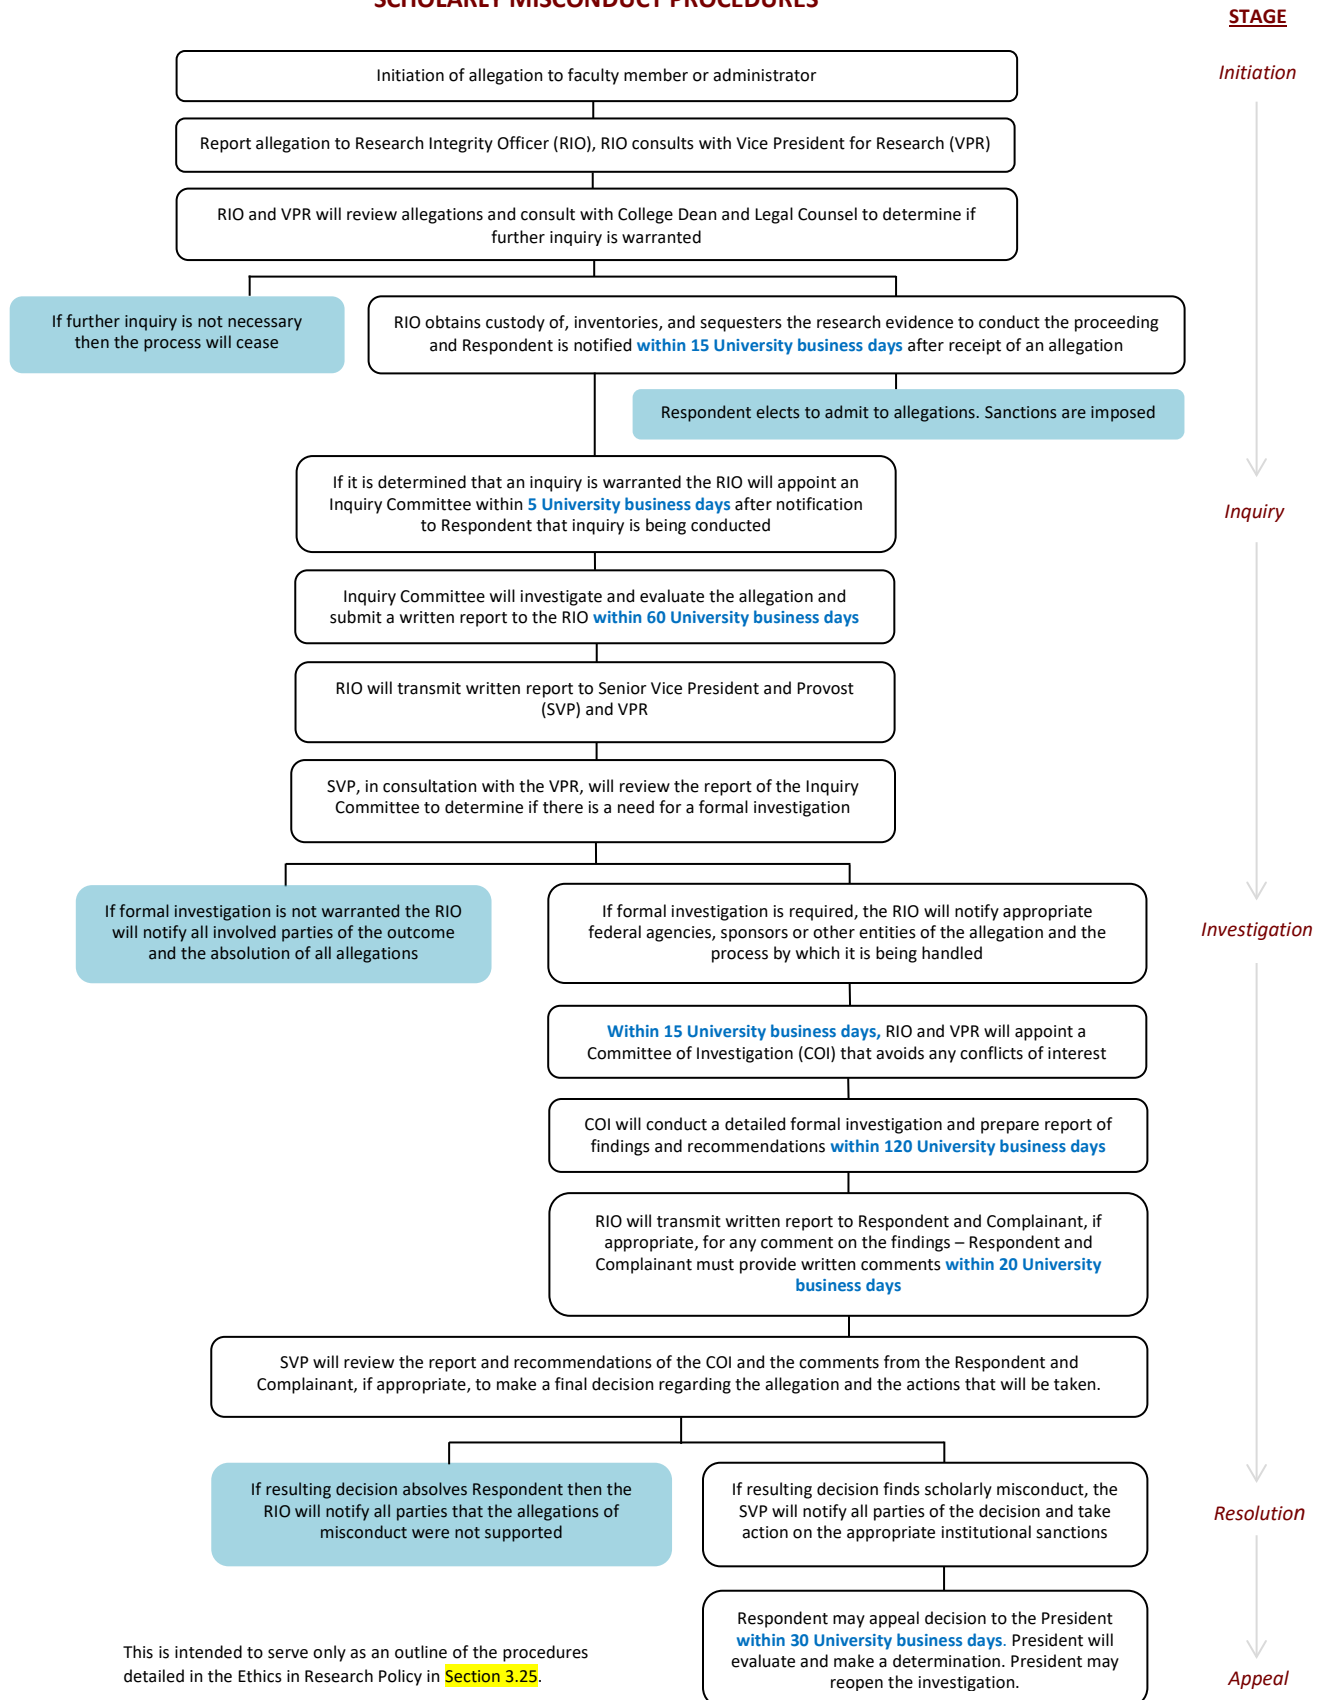 SCHOLARLY MISCONDUCT PROCEDURES
STAGE
Initiation of allegation to faculty member or administrator
Initiation
Report allegation to Research Integrity Officer (RIO), RIO consults with Vice President for Research (VPR)
RIO and VPR will review allegations and consult with College Dean and Legal Counsel to determine if
further inquiry is warranted
If further inquiry is not necessary
then the process will cease
RIO obtains custody of, inventories, and sequesters the research evidence to conduct the proceeding
and Respondent is notified within 15 University business days after receipt of an allegation
Respondent elects to admit to allegations. Sanctions are imposed
If it is determined that an inquiry is warranted the RIO will appoint an
Inquiry Committee within 5 University business days after notification
to Respondent that inquiry is being conducted
Inquiry
Inquiry Committee will investigate and evaluate the allegation and
submit a written report to the RIO within 60 University business days
RIO will transmit written report to Senior Vice President and Provost
(SVP) and VPR
SVP, in consultation with the VPR, will review the report of the Inquiry
Committee to determine if there is a need for a formal investigation
If formal investigation is not warranted the RIO
will notify all involved parties of the outcome
and the absolution of all allegations
If formal investigation is required, the RIO will notify appropriate
federal agencies, sponsors or other entities of the allegation and the
process by which it is being handled
Investigation
Within 15 University business days, RIO and VPR will appoint a
Committee of Investigation (COI) that avoids any conflicts of interest
COI will conduct a detailed formal investigation and prepare report of
findings and recommendations within 120 University business days
RIO will transmit written report to Respondent and Complainant, if
appropriate, for any comment on the findings – Respondent and
Complainant must provide written comments within 20 University
business days
SVP will review the report and recommendations of the COI and the comments from the Respondent and
Complainant, if appropriate, to make a final decision regarding the allegation and the actions that will be taken.
If resulting decision absolves Respondent then the
RIO will notify all parties that the allegations of
misconduct were not supported
If resulting decision finds scholarly misconduct, the
SVP will notify all parties of the decision and take
action on the appropriate institutional sanctions
Resolution
Respondent may appeal decision to the President
within 30 University business days. President will
evaluate and make a determination. President may
reopen the investigation.
Appeal
This is intended to serve only as an outline of the procedures
detailed in the Ethics in Research Policy in Section 3.25.